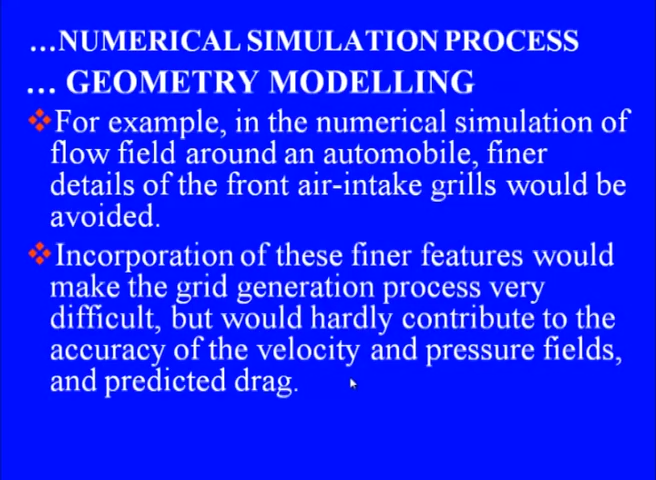 ...NUMERICAL SIMULATION PROCESS
... GEOMETRY MODELLING
❖For example, in the numerical simulation of
flow field around an automobile, finer
details of the front air-intake grills would be
avoided.
❖Incorporation of these finer features would
make the grid generation process very
difficult, but would hardly contribute to the
accuracy of the velocity and pressure fields,
and predicted drag.